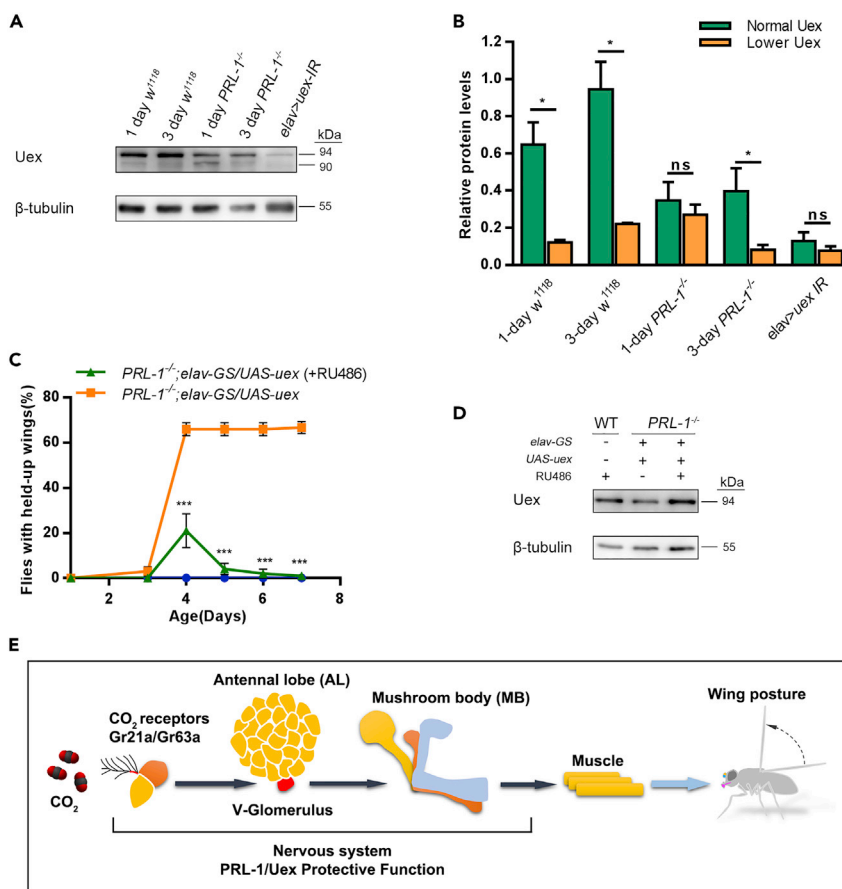 A
1 day w1118
3 day w1118
1 day PRL-1-/-
3 day PRL-1-/-
elav>uex-IR
kDa
Uex
94
90
β-tubulin
55
B
Normal Uex
Lower Uex
Relative protein levels
1.2
1.0
0.8
0.6
0.4
0.2
0.0
*
*
ns
*
ns
1-day w1118
3-day w1118
1-day PRL-1-/-
3-day PRL-1-/-
elav>uex IR
C
PRL-1-/-;elav-GS/UAS-uex (+RU486)
PRL-1-/-;elav-GS/UAS-uex
Flies with held-up wings(%)
80
60
40
20
0
***
***
***
***
2
4
6
8
Age(Days)
D
WT PRL-1-/-
elav-GS - + +
UAS-uex - + +
RU486 + - +
kDa
Uex
94
β-tubulin
55
E
CO2
CO2 receptors
Gr21a/Gr63a
Antennal lobe (AL)
V-Glomerulus
Mushroom body (MB)
Muscle
Wing posture
Nervous system
PRL-1/Uex Protective Function